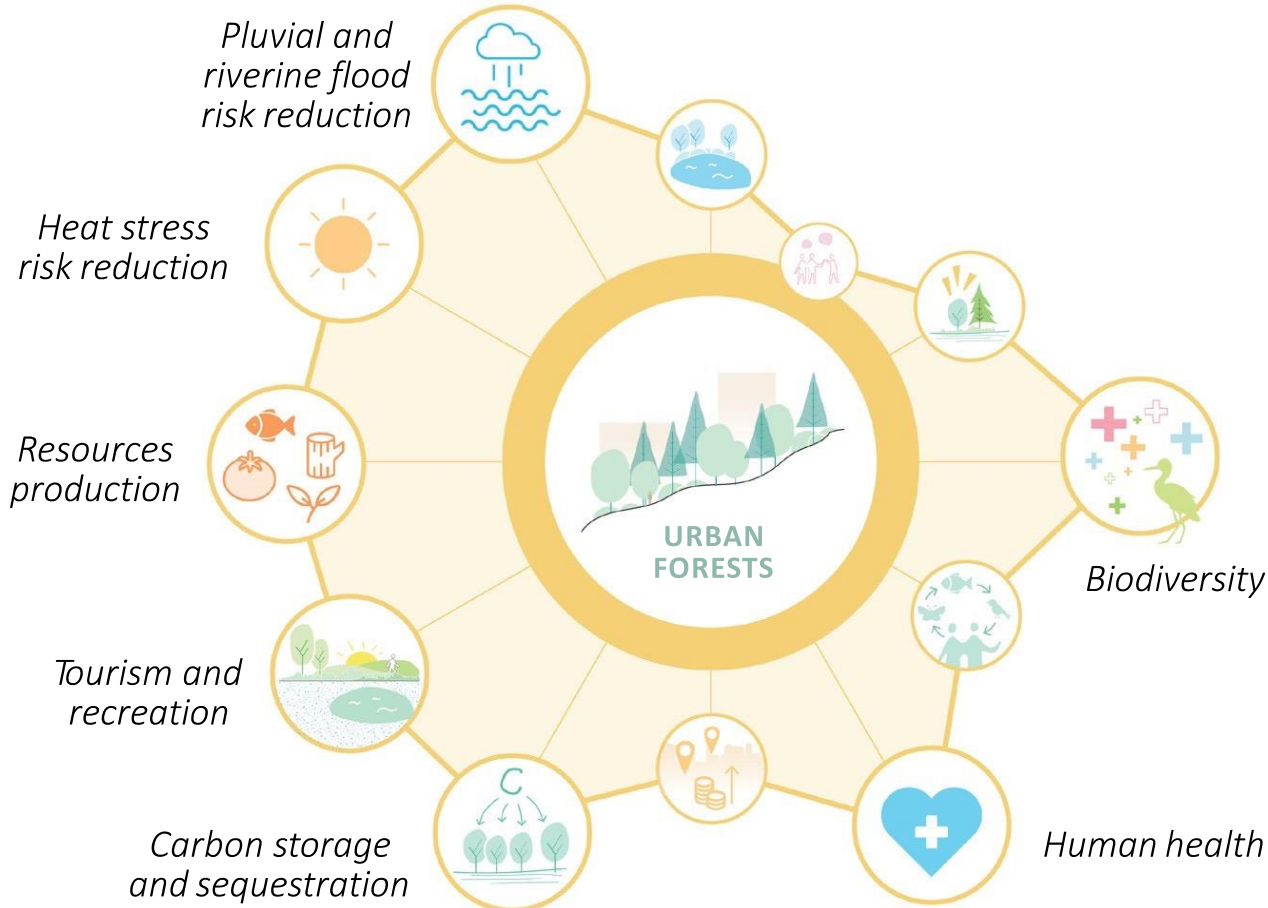 Pluvial and
riverine flood
risk reduction
Heat stress
risk reduction
Resources
production
Tourism and
recreation
Carbon storage
and sequestration
URBAN
FORESTS
Biodiversity
Human health
C